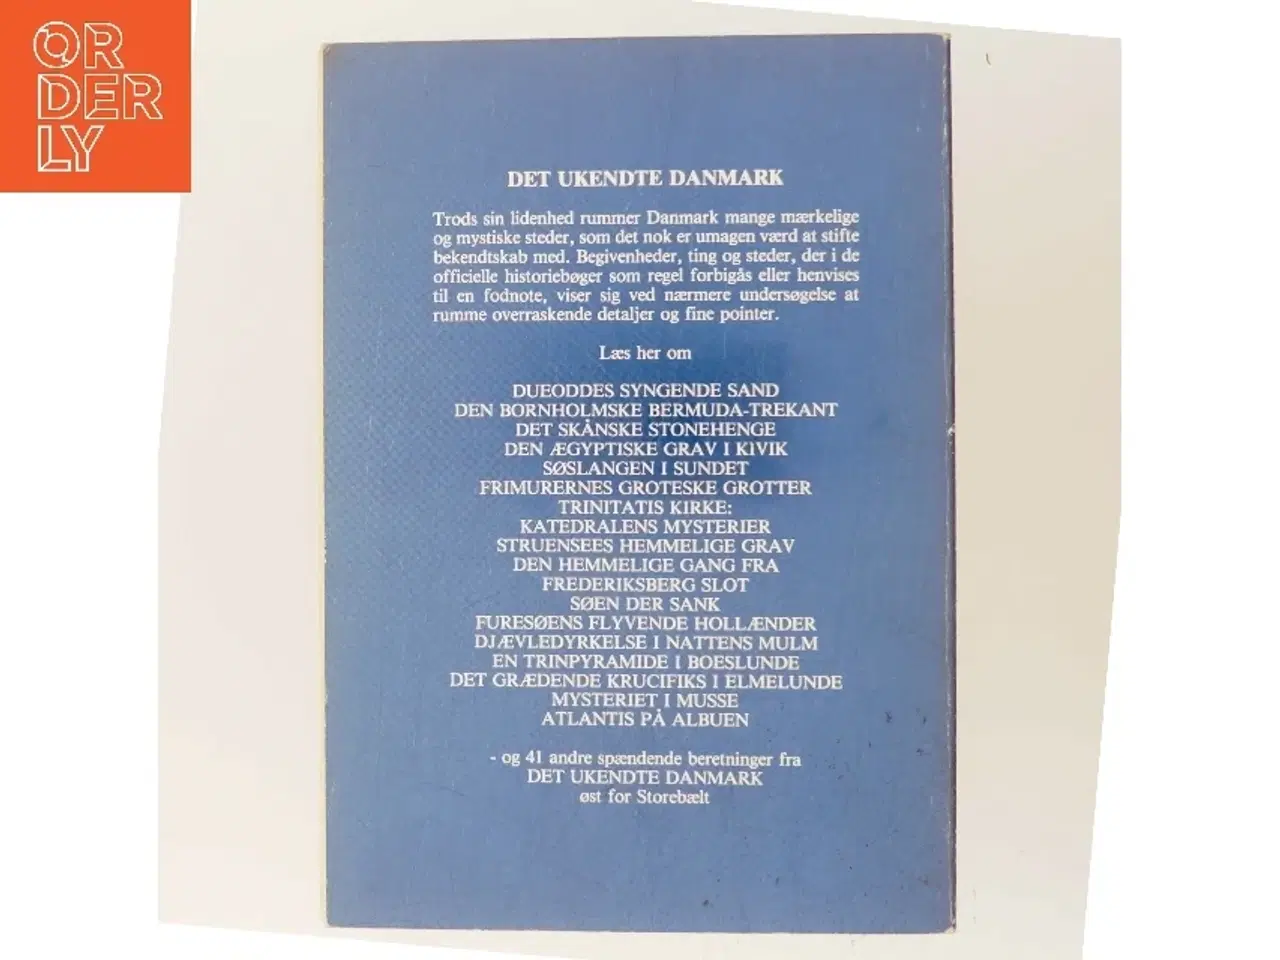 ORDERLY
DET UKENDTE DANMARK
Trods sin lidenhed rummer Danmark mange mærkelige
og mystiske steder, som det nok er umagen værd at stifte
bekendtskab med. Begivenheder, ting og steder, der i de
officielle historiebøger som regel forbigås eller henvises
til en fodnote, viser sig ved nærmere undersøgelse at
rumme overraskende detaljer og fine pointer.
Læs her om
DUEODDES SYNGENDE SAND
DEN BORNHOLMSKE BERMUDA-TREKANT
DET SKÅNSKE STONEHENGE
DEN ÆGYPTISKE GRAV I KIVIK
SØSLANGEN I SUNDET
FRIMURERNES GROTESKE GROTTER
TRINITATIS KIRKE:
KATEDRALENS MYSTERIER
STRUENSEES HEMMELIGE GRAV
DEN HEMMELIGE GANG FRA
FREDERIKSBERG SLOT
SØEN DER SANK
FURESØENS FLYVENDE HOLLÆNDER
DJÆVLEDYRKELSE I NATTENS MULM
EN TRINPYRAMIDE I BOESLUNDE
DET GRÆDENDE KRUCIFIKS I ELMELUNDE
MYSTERIET I MUSSE
ATLANTIS PÅ ALBUEN
- og 41 andre spændende beretninger fra
DET UKENDTE DANMARK
øst for Storebælt